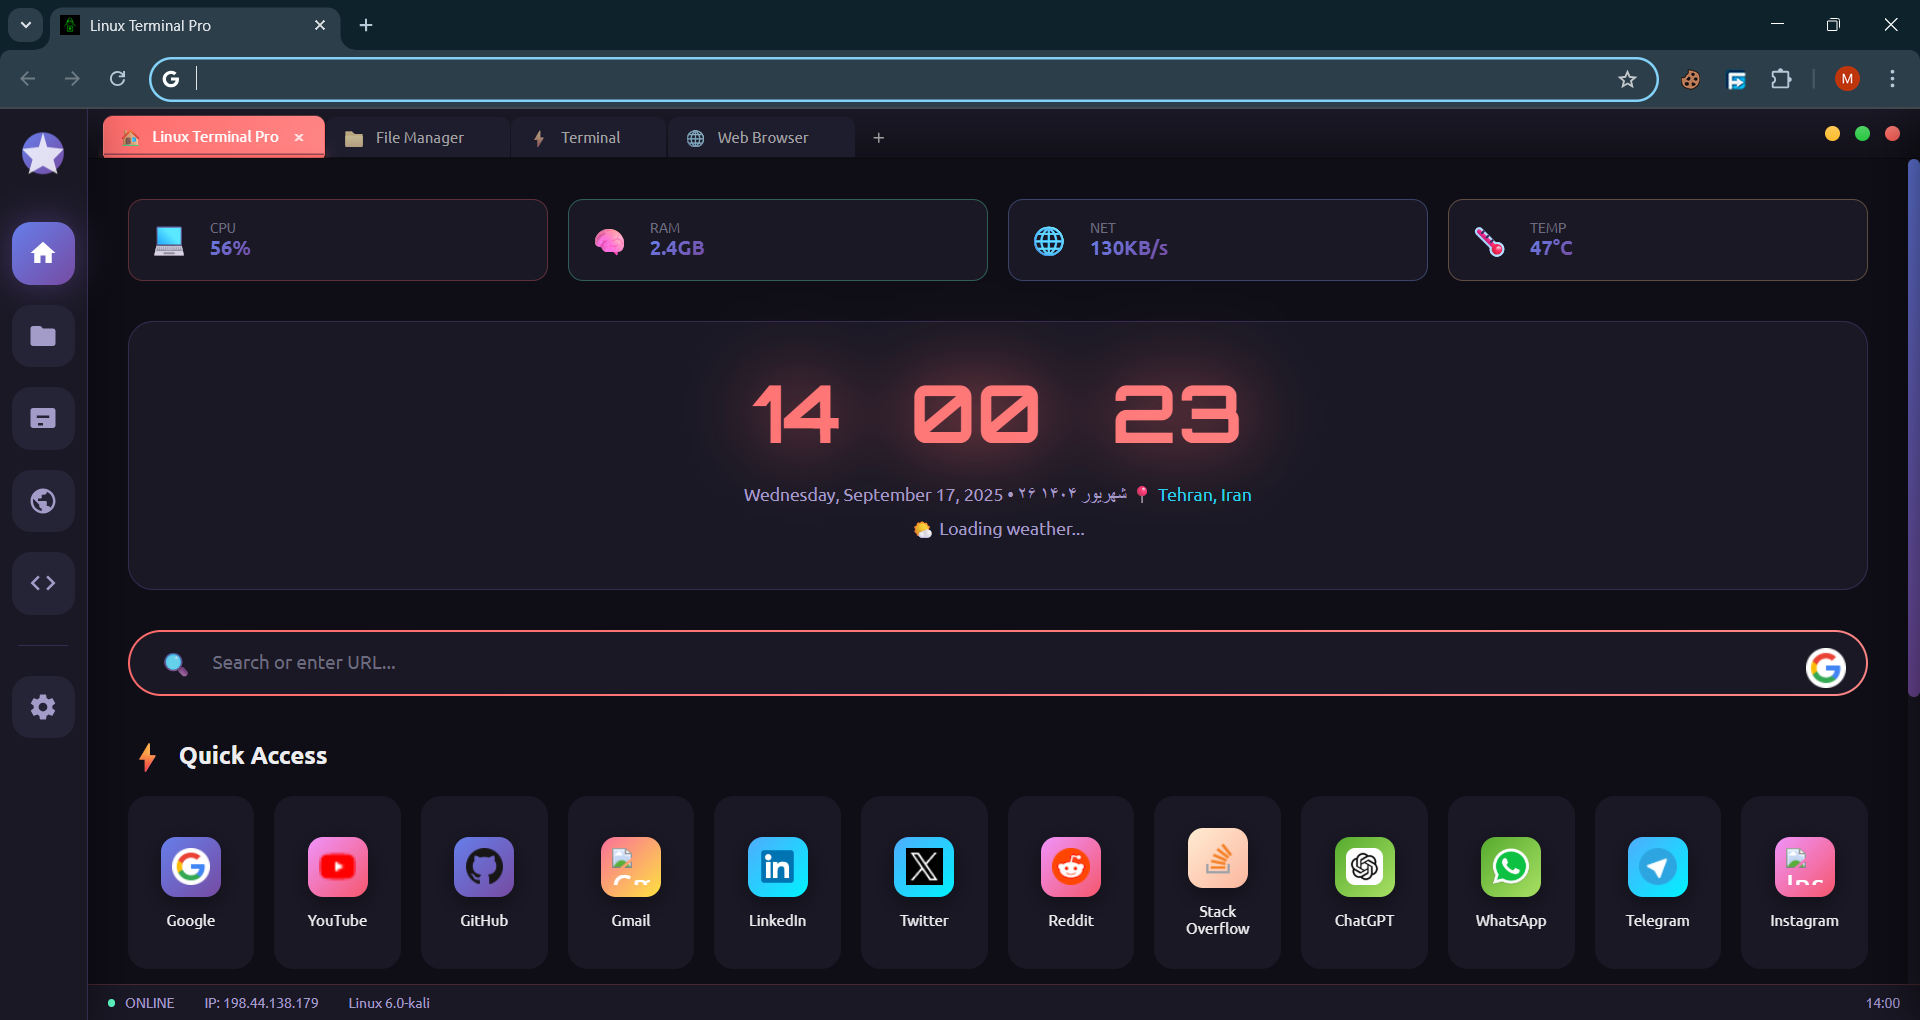 Linux Terminal Pro
M
Linux Terminal Pro
File Manager
Terminal
Web Browser
CPU
56%
RAM
2.4GB
NET
130KB/s
TEMP
47°C
14 00 23
Wednesday, September 17, 2025 • ۲۶ شهریور ۱۴۰۴ 📍 Tehran, Iran
Loading weather...
Search or enter URL...
Quick Access
Google
YouTube
GitHub
Gmail
LinkedIn
Twitter
Reddit
Stack
Overflow
ChatGPT
WhatsApp
Telegram
Instagram
ONLINE
IP: 198.44.138.179
Linux 6.0-kali
14:00